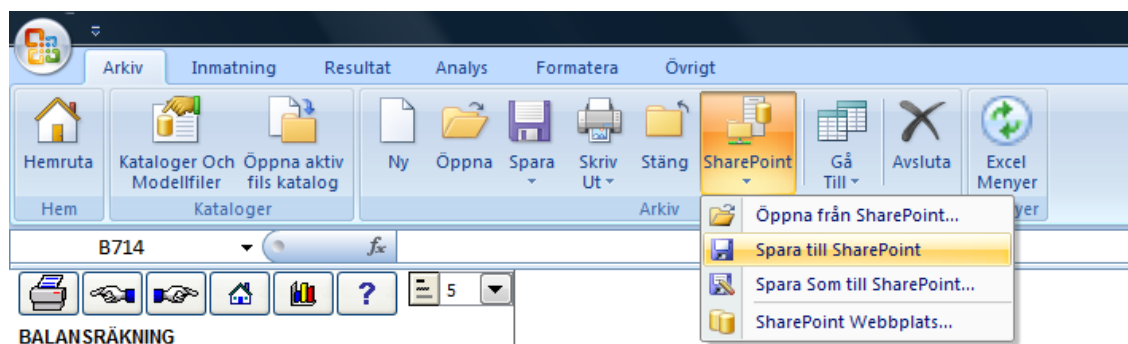 Arkiv Inmatning Resultat Analys Formatera Övrigt
Hemruta Kataloger Och Öppna aktiv Ny Öppna Spara Skriv Stäng SharePoint Gå Avsluta Excel
Modellfiler fils katalog Ut Till Menyer
Hem Kataloger Arkiv
Öppna från SharePoint...
B714 fx
Spara till SharePoint
5
Spara Som till SharePoint...
?
SharePoint Webbplats...
BALANSRÄKNING